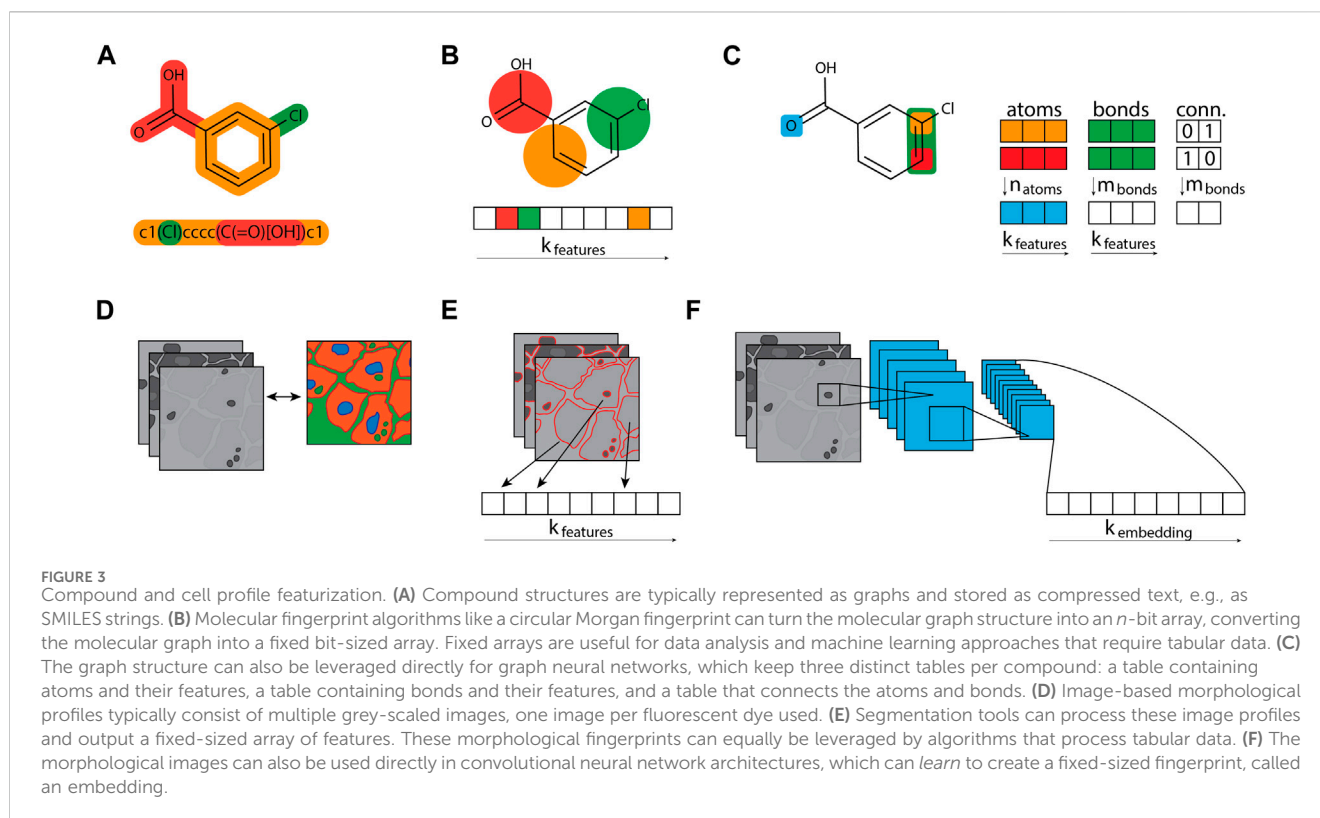 A
OH
O
Cl
c1(Cl)cccc(C(=O)[OH])c1
B
OH
O
Cl
k features
C
OH
O
Cl
atoms bonds conn.
0 1
1 0
↓n atoms ↓m bonds ↓m bonds
k features k features
D
E
k features
F
k embedding
FIGURE 3
Compound and cell profile featurization. (A) Compound structures are typically represented as graphs and stored as compressed text, e.g., as
SMILES strings. (B) Molecular fingerprint algorithms like a circular Morgan fingerprint can turn the molecular graph structure into an n-bit array, converting
the molecular graph into a fixed bit-sized array. Fixed arrays are useful for data analysis and machine learning approaches that require tabular data. (C)
The graph structure can also be leveraged directly for graph neural networks, which keep three distinct tables per compound: a table containing
atoms and their features, a table containing bonds and their features, and a table that connects the atoms and bonds. (D) Image-based morphological
profiles typically consist of multiple grey-scaled images, one image per fluorescent dye used. (E) Segmentation tools can process these image profiles
and output a fixed-sized array of features. These morphological fingerprints can equally be leveraged by algorithms that process tabular data. (F) The
morphological images can also be used directly in convolutional neural network architectures, which can learn to create a fixed-sized fingerprint, called
an embedding.